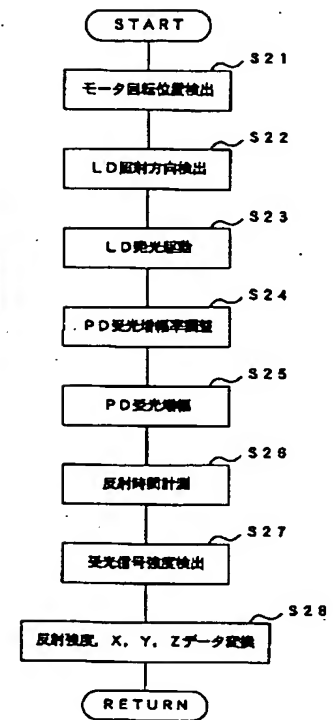 START
S21
モータ回転位置検出
S22
LD照射方向検出
S23
LD発光駆動
S24
PD受光増幅率調整
S25
PD受光増幅
S26
反射時間計測
S27
受光信号強度検出
S28
反射強度，X，Y，Zデータ変換
RETURN